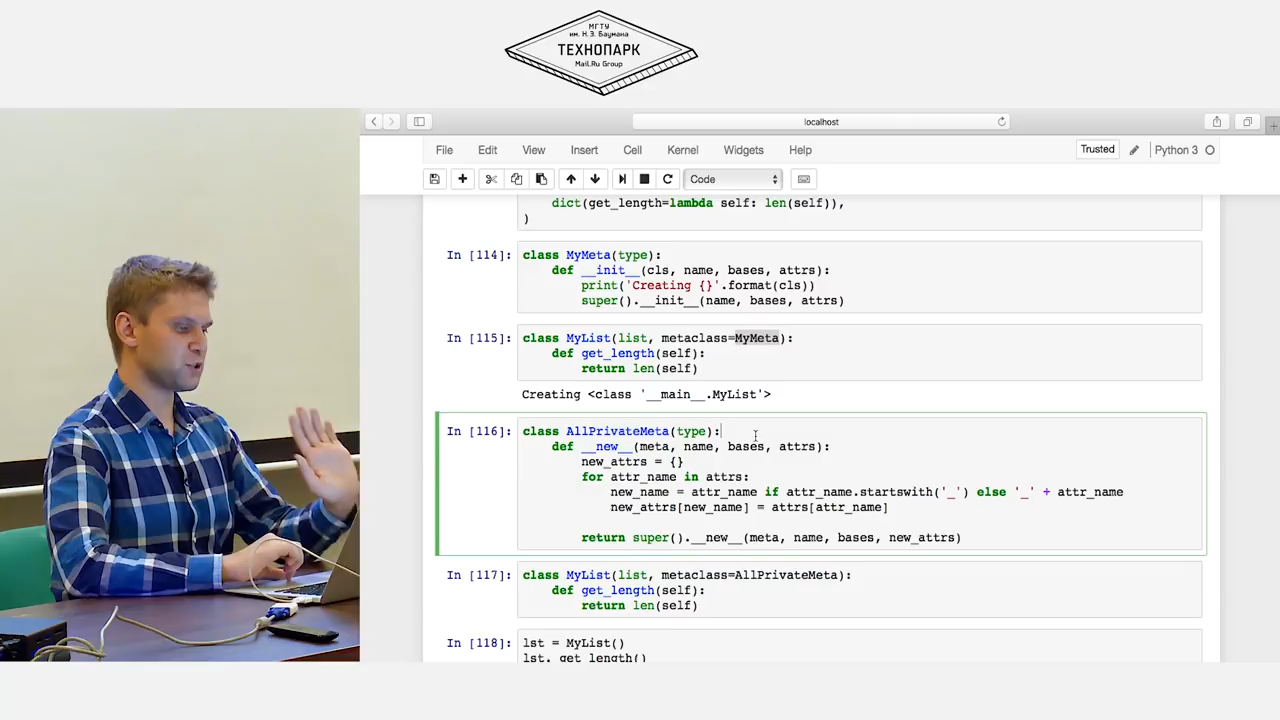 МГТУ
им. Н.Э. Баумана
ТЕХНОПАРК
Mail.Ru Group
localhost
File Edit View Insert Cell Kernel Widgets Help Trusted Python 3
Code
dict(get_length=lambda self: len(self)),
)
In [114]: class MyMeta(type):
def __init__(cls, name, bases, attrs):
print('Creating {}'.format(cls))
super().__init__(name, bases, attrs)
In [115]: class MyList(list, metaclass=MyMeta):
def get_length(self):
return len(self)
Creating <class '__main__.MyList'>
In [116]: class AllPrivateMeta(type):
def __new__(meta, name, bases, attrs):
new_attrs = {}
for attr_name in attrs:
new_name = attr_name if attr_name.startswith('_') else '_' + attr_name
new_attrs[new_name] = attrs[attr_name]
return super().__new__(meta, name, bases, new_attrs)
In [117]: class MyList(list, metaclass=AllPrivateMeta):
def get_length(self):
return len(self)
In [118]: lst = MyList()
lst.get_length()